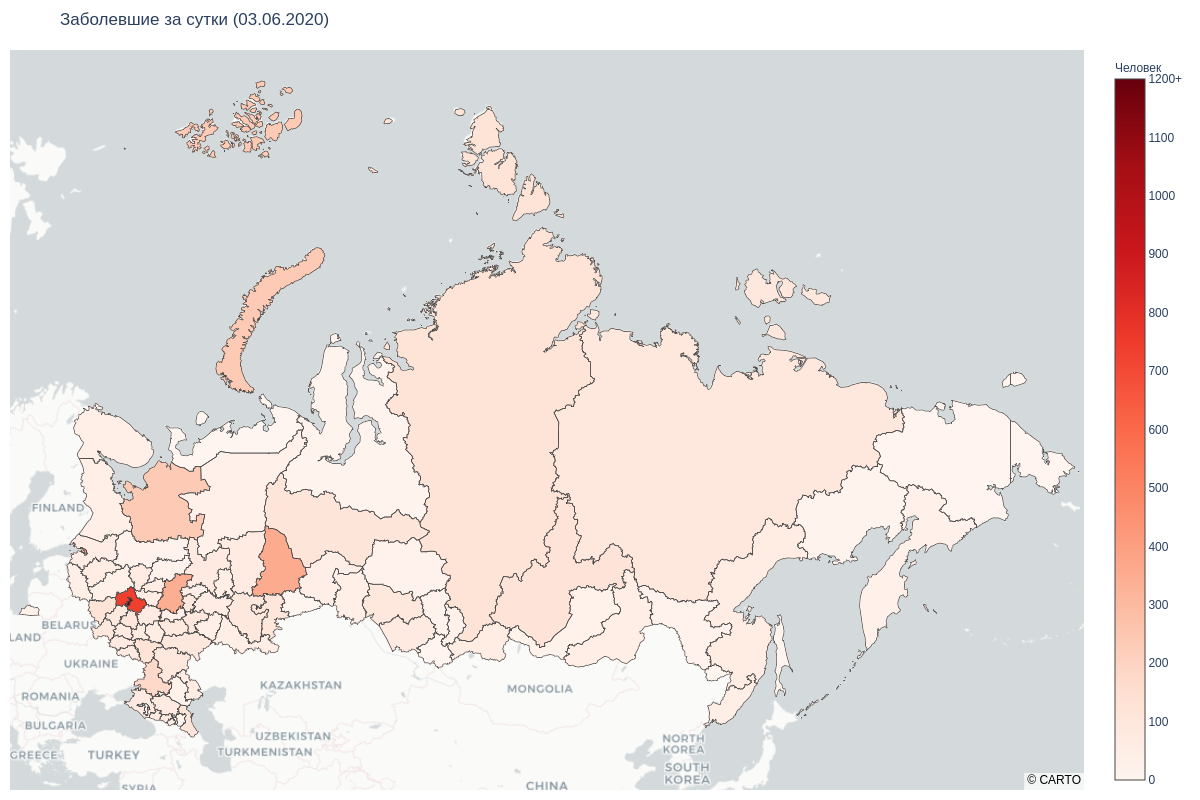 Заболевшие за сутки (03.06.2020)
Человек
1200+
1100
1000
900
800
700
600
500
400
300
200
100
0
FINLAND
BELARUS
LAND
UKRAINE
ROMANIA
BULGARIA
GREECE
TURKEY
SYRIA
KAZAKHSTAN
UZBEKISTAN
TURKMENISTAN
MONGOLIA
CHINA
NORTH
KOREA
SOUTH
KOREA
© CARTO